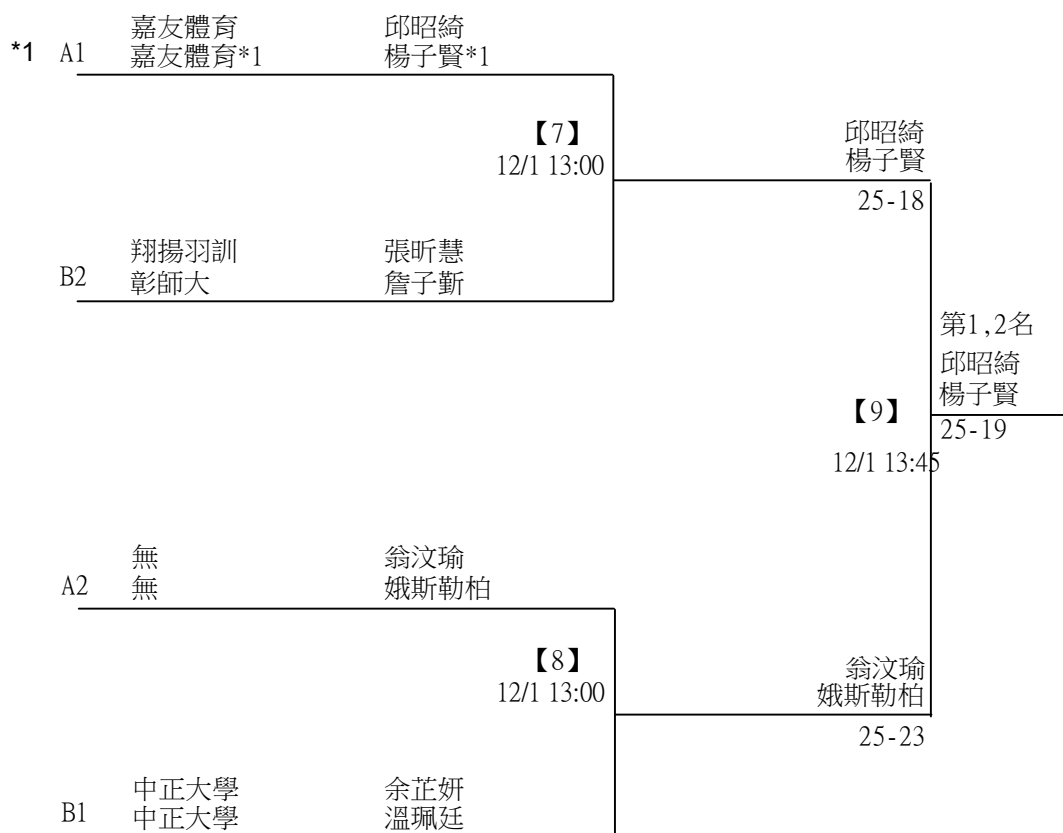 嘉友體育 邱昭綺
*1 A1 嘉友體育*1 楊子賢*1
【7】
12/1 13:00
邱昭綺
楊子賢
25-18
翔揚羽訓 張昕慧
B2 彰師大 詹子靳
第1,2名
邱昭綺
楊子賢
【9】
25-19
12/1 13:45
無 翁汶瑜
A2 無 娥斯勒柏
【8】
12/1 13:00
翁汶瑜
娥斯勒柏
25-23
中正大學 余芷妍
B1 中正大學 溫珮廷